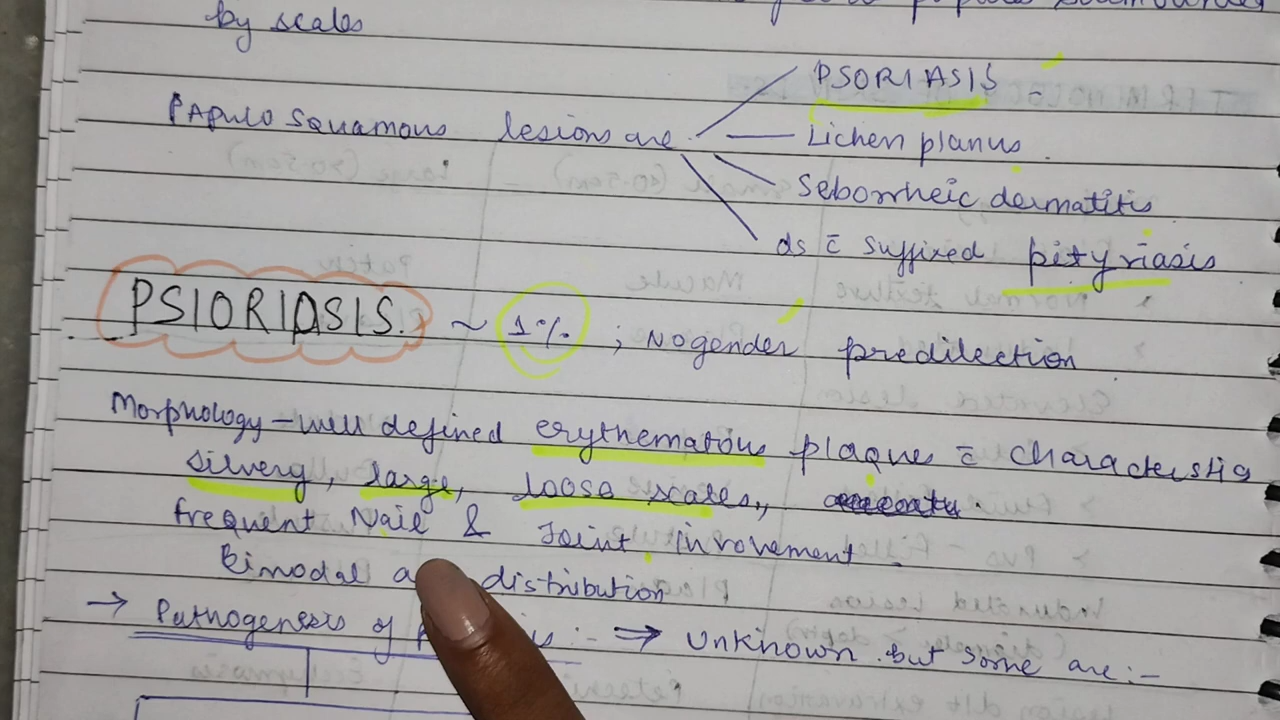 by scales
PSORIASIS
PAPULO Squamous lesions are
Lichen planus
Seborrheic dermatitis
ds c̄ suffixed pityriasis
PSIORIASIS. ~ 1% ; No gender predilection
Morphology - well defined erythematous plaque c̄ characteristic
silvery, large, loose scales,,
frequent Nail & Joint involvement.
Bimodal distribution
→ Pathogenesis of :- ⇒ Unknown. but some are :-